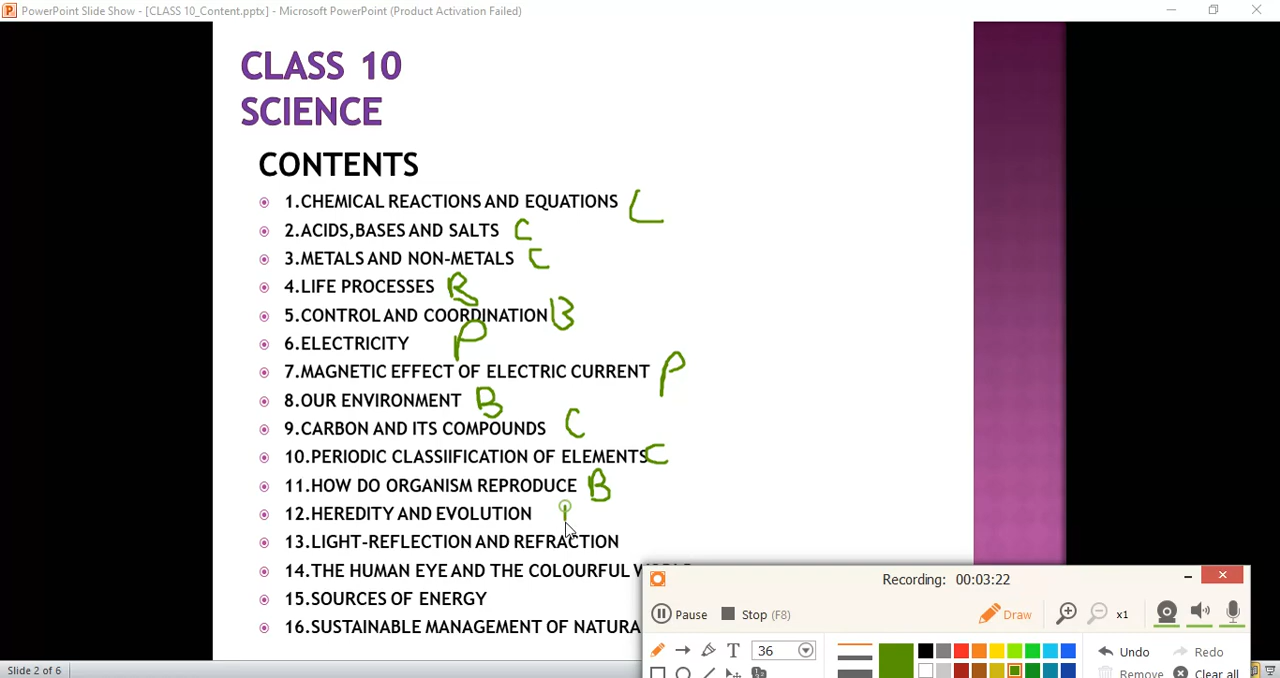 PowerPoint Slide Show - [CLASS 10_Content.pptx] - Microsoft PowerPoint (Product Activation Failed)
CLASS 10
SCIENCE
CONTENTS
1.CHEMICAL REACTIONS AND EQUATIONS C
2.ACIDS,BASES AND SALTS C
3.METALS AND NON-METALS C
4.LIFE PROCESSES B
5.CONTROL AND COORDINATION B
6.ELECTRICITY P
7.MAGNETIC EFFECT OF ELECTRIC CURRENT P
8.OUR ENVIRONMENT B
9.CARBON AND ITS COMPOUNDS C
10.PERIODIC CLASSIIFICATION OF ELEMENTS C
11.HOW DO ORGANISM REPRODUCE B
12.HEREDITY AND EVOLUTION
13.LIGHT-REFLECTION AND REFRACTION
14.THE HUMAN EYE AND THE COLOURFUL
15.SOURCES OF ENERGY
16.SUSTAINABLE MANAGEMENT OF NATURA
Recording: 00:03:22
Pause Stop (F8) Draw x1
T 36
Undo Redo
Remove Clear all
Slide 2 of 6